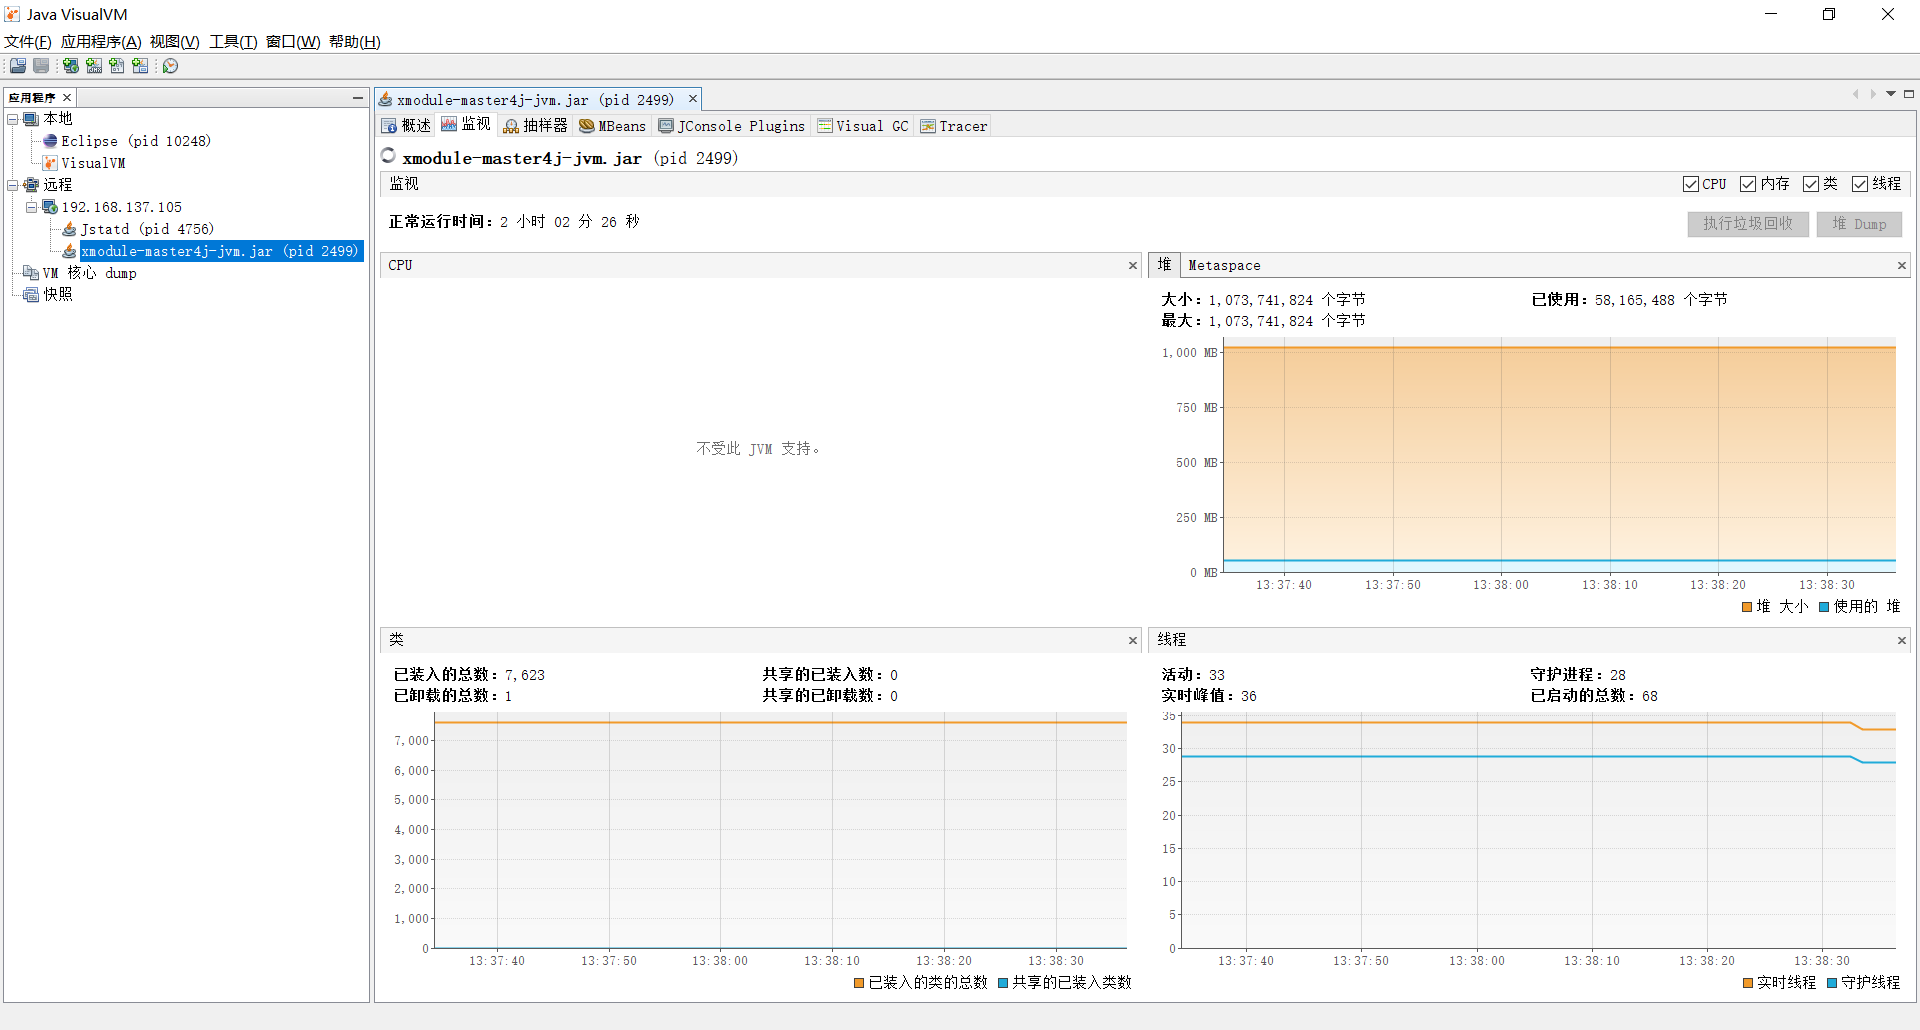 Java VisualVM
文件(F) 应用程序(A) 视图(V) 工具(T) 窗口(W) 帮助(H)
应用程序
本地
Eclipse (pid 10248)
VisualVM
远程
192.168.137.105
Jstatd (pid 4756)
xmodule-master4j-jvm.jar (pid 2499)
VM 核心 dump
快照
xmodule-master4j-jvm.jar (pid 2499)
概述 监视 抽样器 MBeans JConsole Plugins Visual GC Tracer
xmodule-master4j-jvm.jar (pid 2499)
监视 CPU 内存 类 线程
正常运行时间: 2 小时 02 分 26 秒 执行垃圾回收 堆 Dump
CPU
不受此 JVM 支持。
堆 Metaspace
大小: 1,073,741,824 个字节 已使用: 58,165,488 个字节
最大: 1,073,741,824 个字节
1,000 MB
750 MB
500 MB
250 MB
0 MB
13:37:40 13:37:50 13:38:00 13:38:10 13:38:20 13:38:30
堆 大小 使用的 堆
类
已装入的总数: 7,623 共享的已装入数: 0
已卸载的总数: 1 共享的已卸载数: 0
7,000
6,000
5,000
4,000
3,000
2,000
1,000
0
13:37:40 13:37:50 13:38:00 13:38:10 13:38:20 13:38:30
已装入的类的总数 共享的已装入类数
线程
活动: 33 守护进程: 28
实时峰值: 36 已启动的总数: 68
35
30
25
20
15
10
5
0
13:37:40 13:37:50 13:38:00 13:38:10 13:38:20 13:38:30
实时线程 守护线程